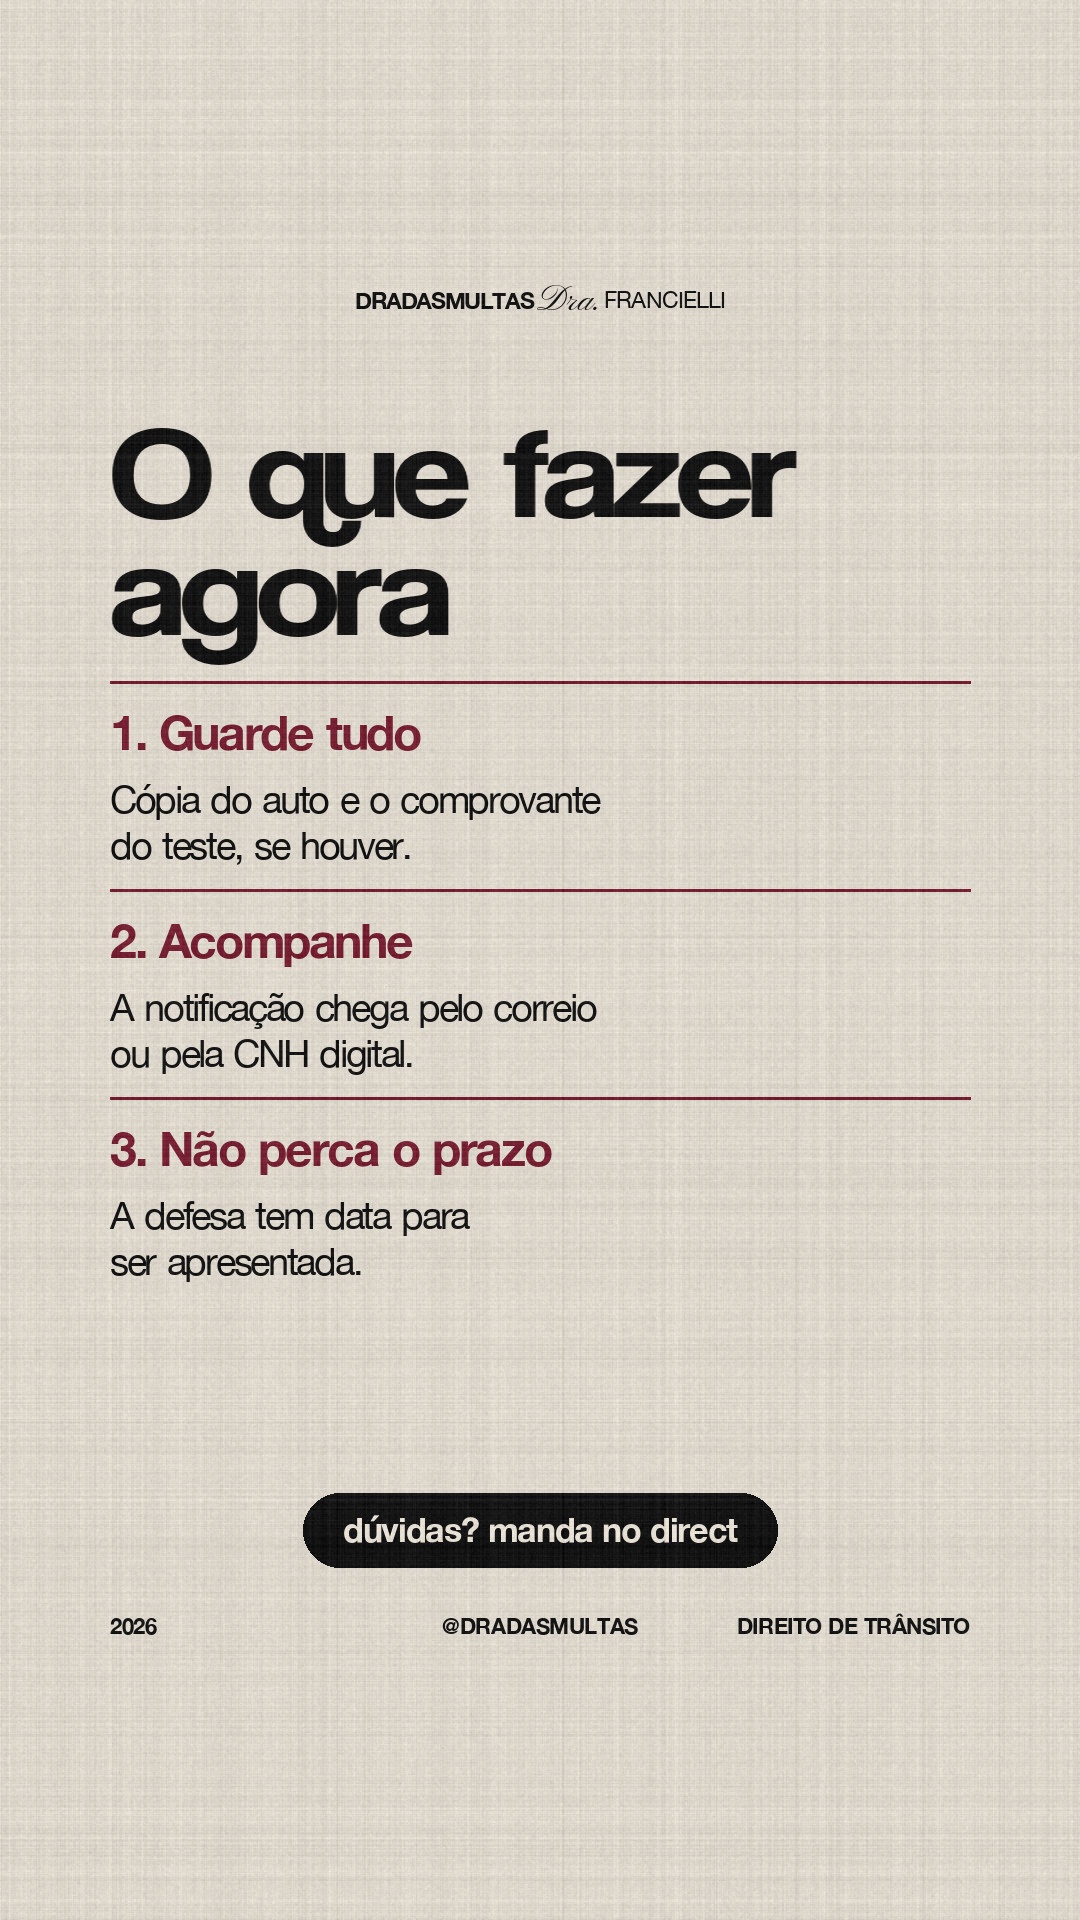 DRADASMULTAS Dra. FRANCIELLI
O que fazer
agora
1. Guarde tudo
Cópia do auto e o comprovante
do teste, se houver.
2. Acompanhe
A notificação chega pelo correio
ou pela CNH digital.
3. Não perca o prazo
A defesa tem data para
ser apresentada.
dúvidas? manda no direct
2026 @DRADASMULTAS DIREITO DE TRÂNSITO